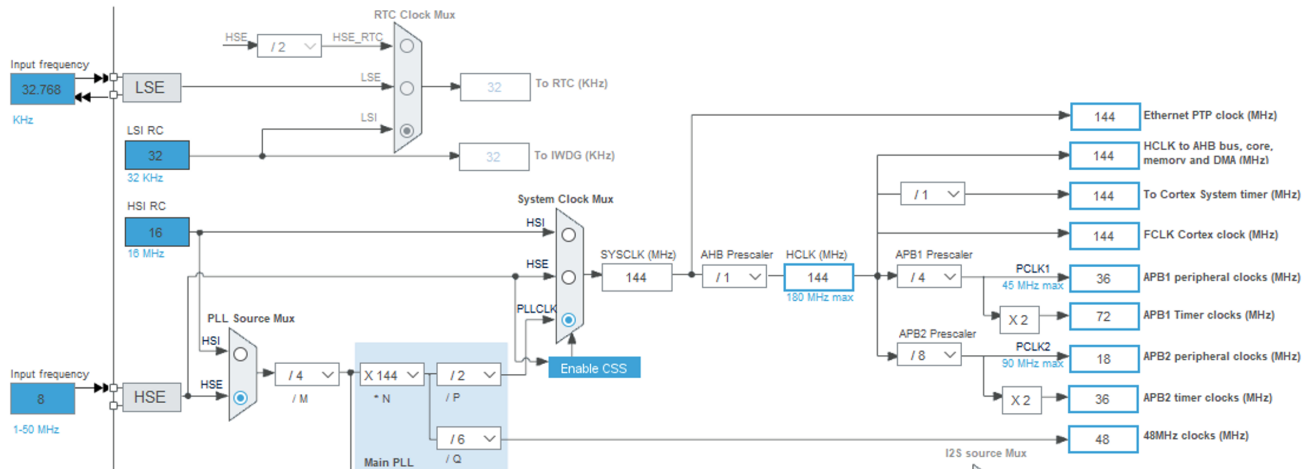 RTC Clock Mux
HSE
/ 2
HSE_RTC
Input frequency
32.768
KHz
LSE
LSE
32
To RTC (KHz)
LSI RC
LSI
32
32 KHz
32
To IWDG (KHz)
144
Ethernet PTP clock (MHz)
144
HCLK to AHB bus, core,
memory and DMA (MHz)
/ 1
144
To Cortex System timer (MHz)
144
FCLK Cortex clock (MHz)
HSI RC
16
16 MHz
System Clock Mux
HSI
HSE
PLLCLK
SYSCLK (MHz)
144
AHB Prescaler
/ 1
HCLK (MHz)
144
180 MHz max
APB1 Prescaler
/ 4
PCLK1
45 MHz max
36
APB1 peripheral clocks (MHz)
X 2
72
APB1 Timer clocks (MHz)
APB2 Prescaler
/ 8
PCLK2
90 MHz max
18
APB2 peripheral clocks (MHz)
X 2
36
APB2 timer clocks (MHz)
PLL Source Mux
HSI
HSE
Input frequency
8
1-50 MHz
HSE
/ 4
/ M
X 144
* N
/ 2
/ P
Enable CSS
/ 6
/ Q
Main PLL
48
48MHz clocks (MHz)
I2S source Mux